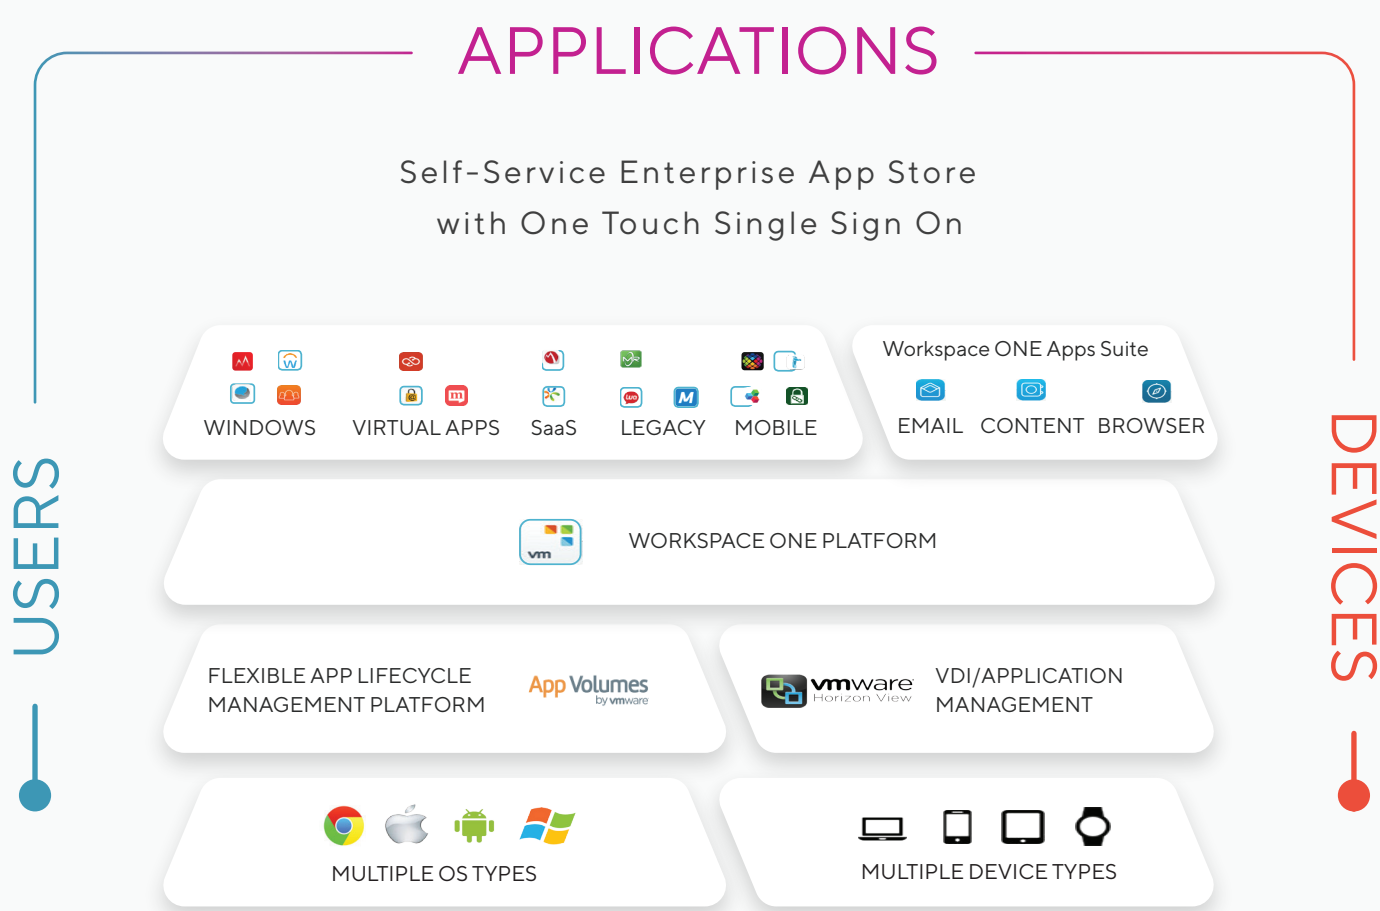 APPLICATIONS
Self-Service Enterprise App Store
with One Touch Single Sign On
USERS
DEVICES
WINDOWS
VIRTUAL APPS
SaaS
LEGACY
MOBILE
Workspace ONE Apps Suite
EMAIL
CONTENT
BROWSER
vm
WORKSPACE ONE PLATFORM
FLEXIBLE APP LIFECYCLE
MANAGEMENT PLATFORM
App Volumes
by vmware
vmware
Horizon View
VDI/APPLICATION
MANAGEMENT
MULTIPLE OS TYPES
MULTIPLE DEVICE TYPES